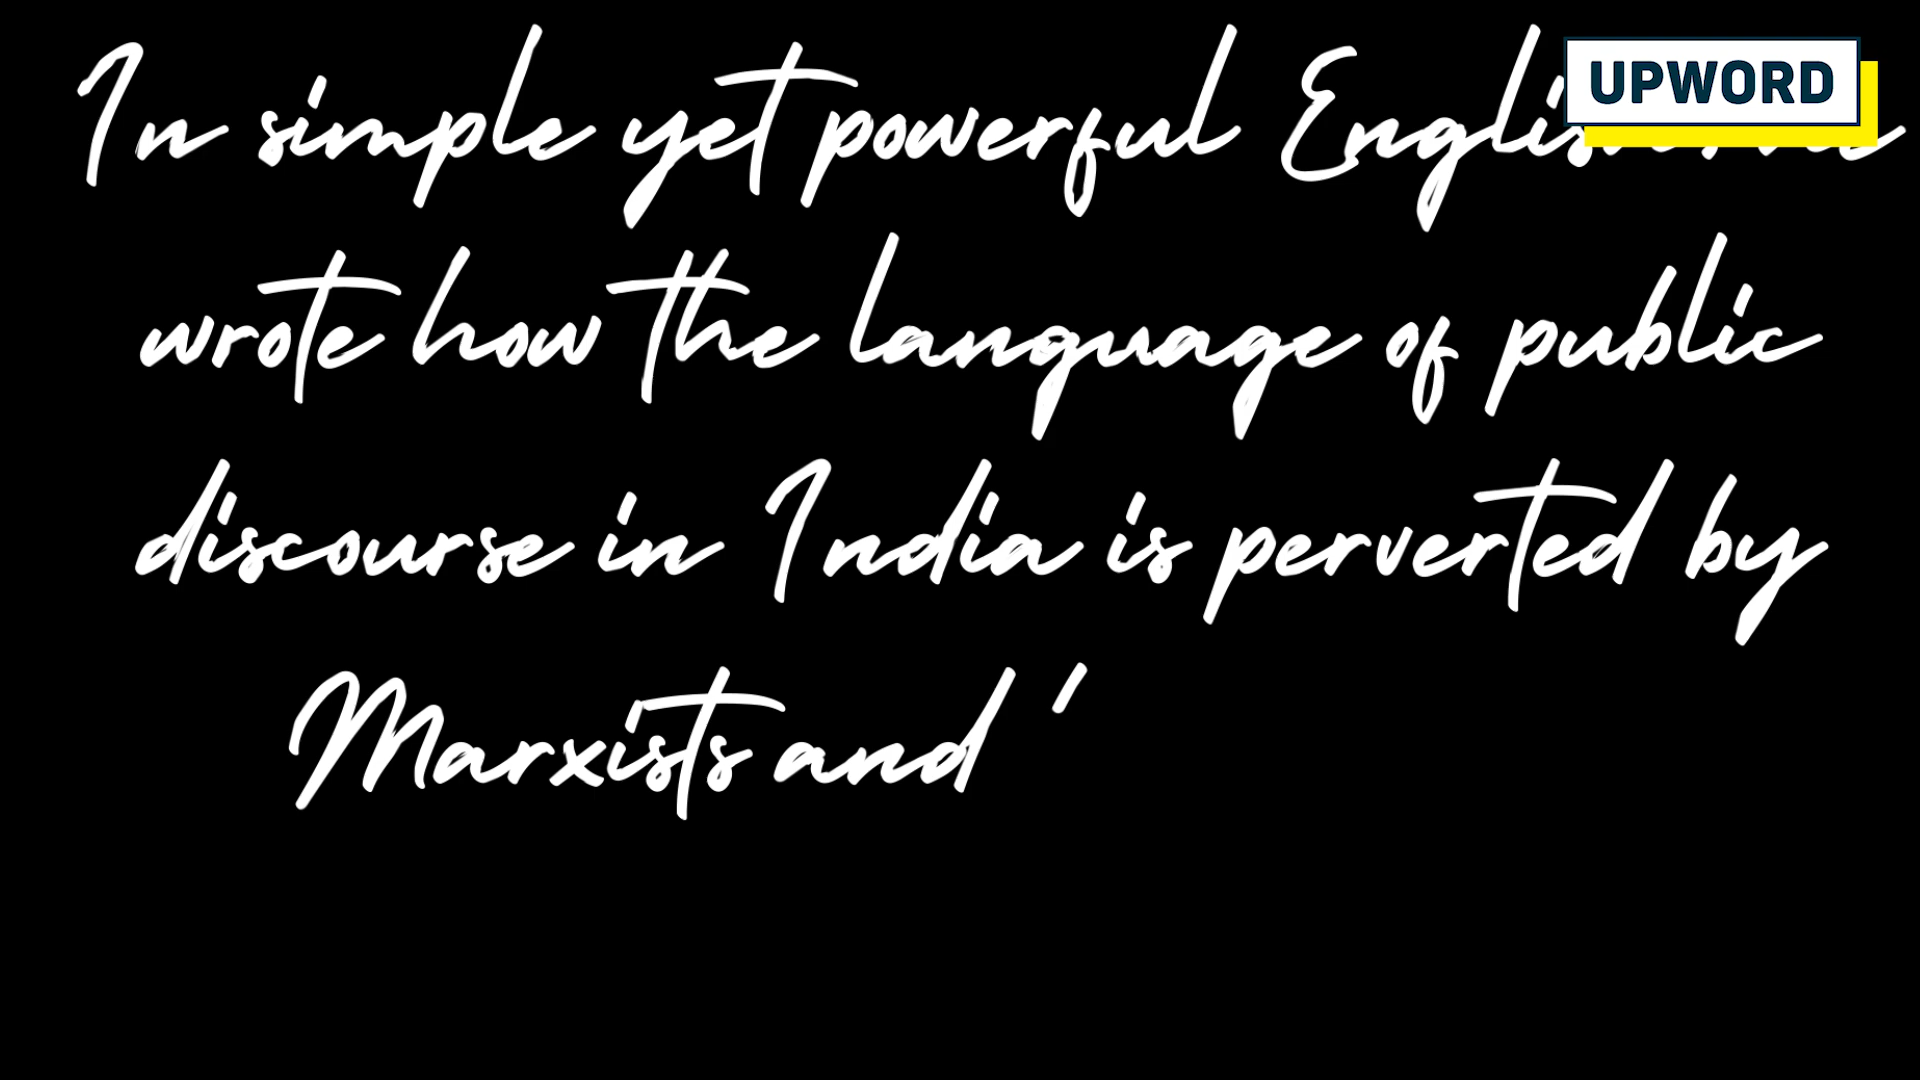 In simple yet powerful
UPWORD
wrote how the language of public
discourse in India is perverted by
Marxists and '